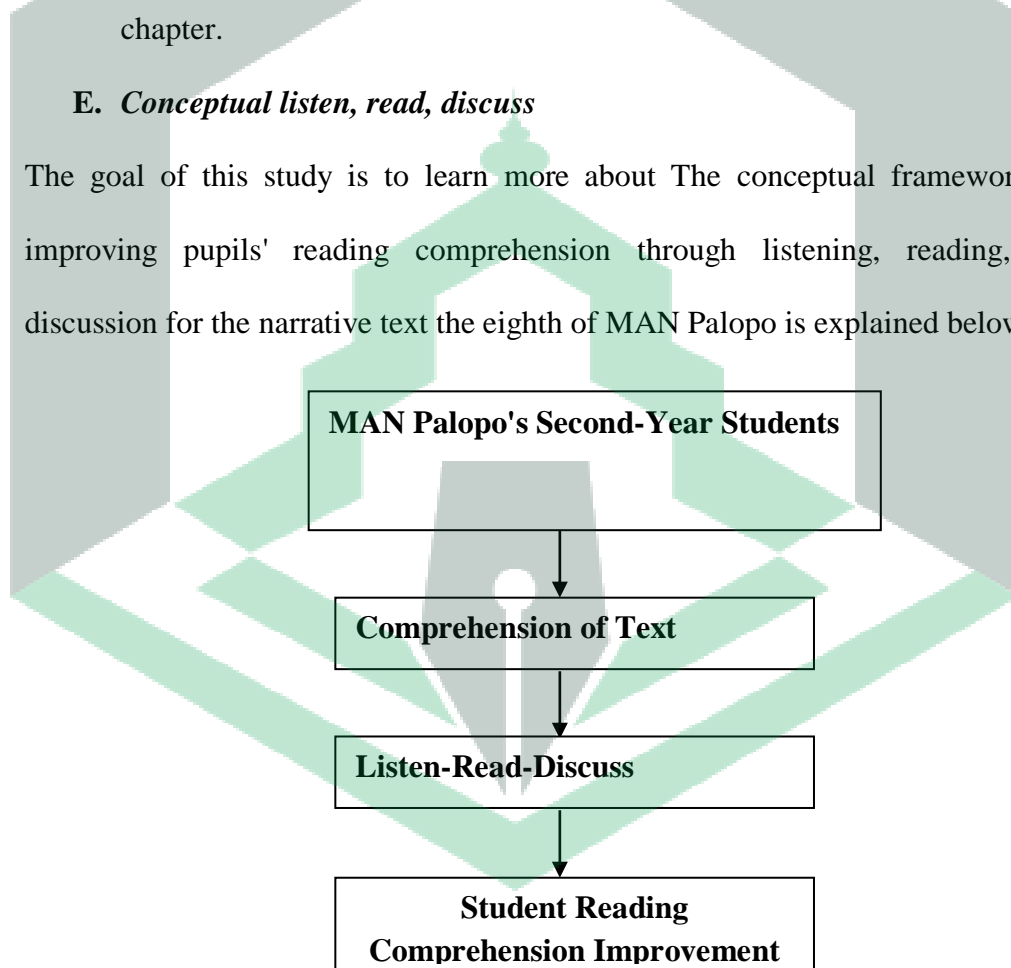 chapter.
E. Conceptual listen, read, discuss
The goal of this study is to learn more about The conceptual
improving pupils' reading comprehension through listening, reading,
discussion for the narrative text the eighth of MAN Palopo is explained
MAN Palopo's Second-Year Students
Comprehension of Text
Listen-Read-Discuss
Student Reading
Comprehension Improvement